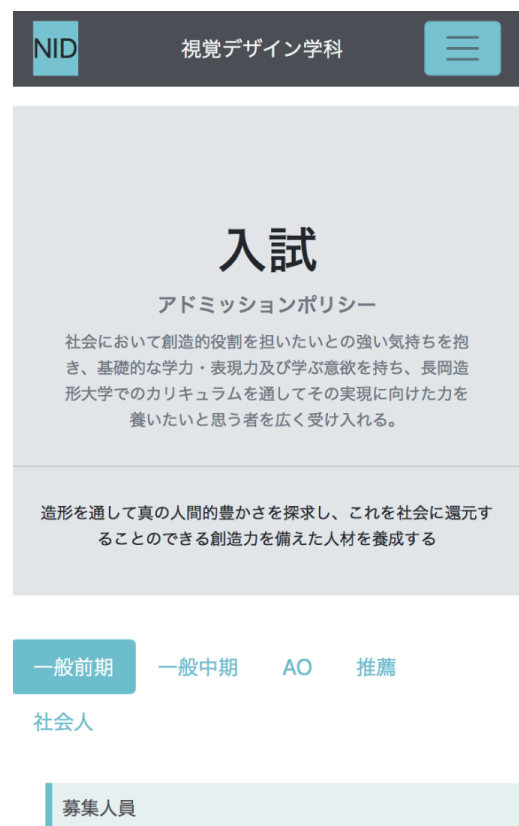 NID
視覚デザイン学科
入試
アドミッションポリシー
社会において創造的役割を担いたいとの強い気持ちを抱
き、基礎的な学力・表現力及び学ぶ意欲を持ち、長岡造
形大学でのカリキュラムを通してその実現に向けた力を
養いたいと思う者を広く受け入れる。
造形を通して真の人間的豊かさを探求し、これを社会に還元す
ることのできる創造力を備えた人材を養成する
一般前期 一般中期 AO 推薦
社会人
募集人員